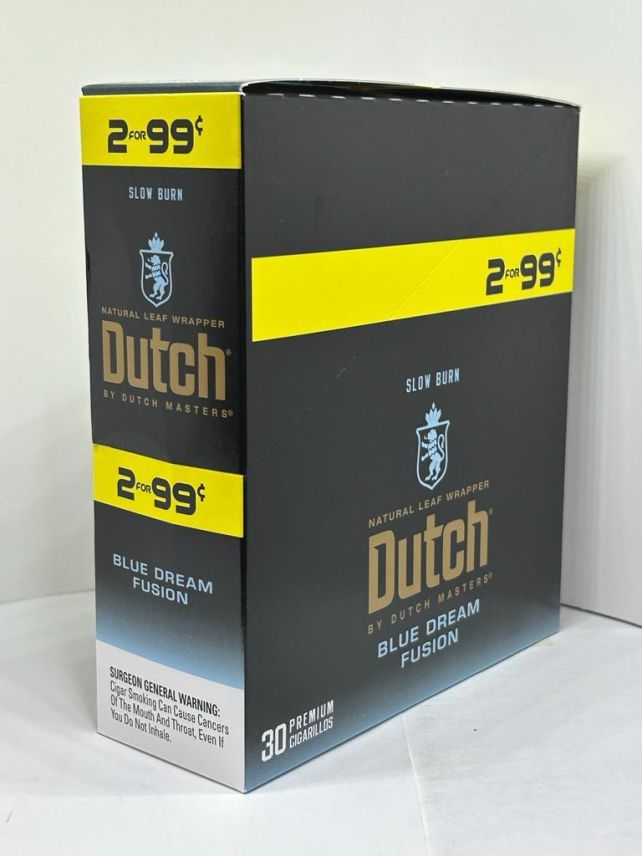 2 FOR 99¢
SLOW BURN
NATURAL LEAF WRAPPER
Dutch®
BY DUTCH MASTERS®
2 FOR 99¢
BLUE DREAM
FUSION
SURGEON GENERAL WARNING:
Cigar Smoking Can Cause Cancers
Of The Mouth And Throat, Even If
You Do Not Inhale.
2 FOR 99¢
SLOW BURN
NATURAL LEAF WRAPPER
Dutch®
BY DUTCH MASTERS®
BLUE DREAM
FUSION
30 PREMIUM
CIGARILLOS